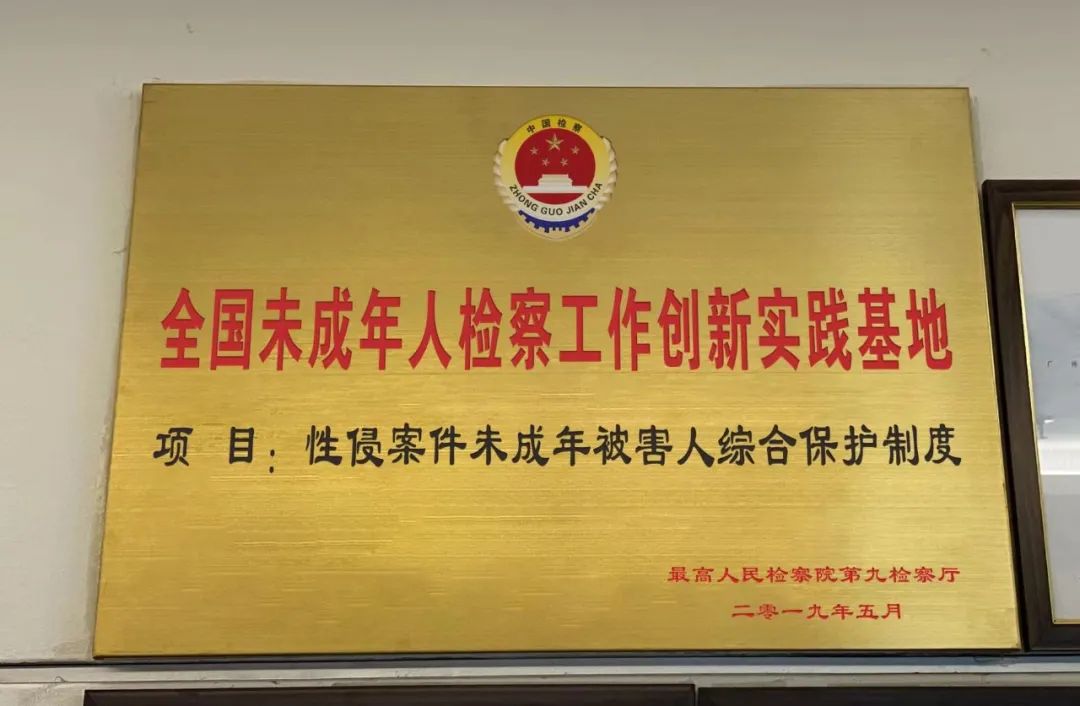 中国检察
ZHONG GUO JIAN CHA
全国未成年人检察工作创新实践基地
项 目：性侵案件未成年被害人综合保护制度
最高人民检察院第九检察厅
二零一九年五月